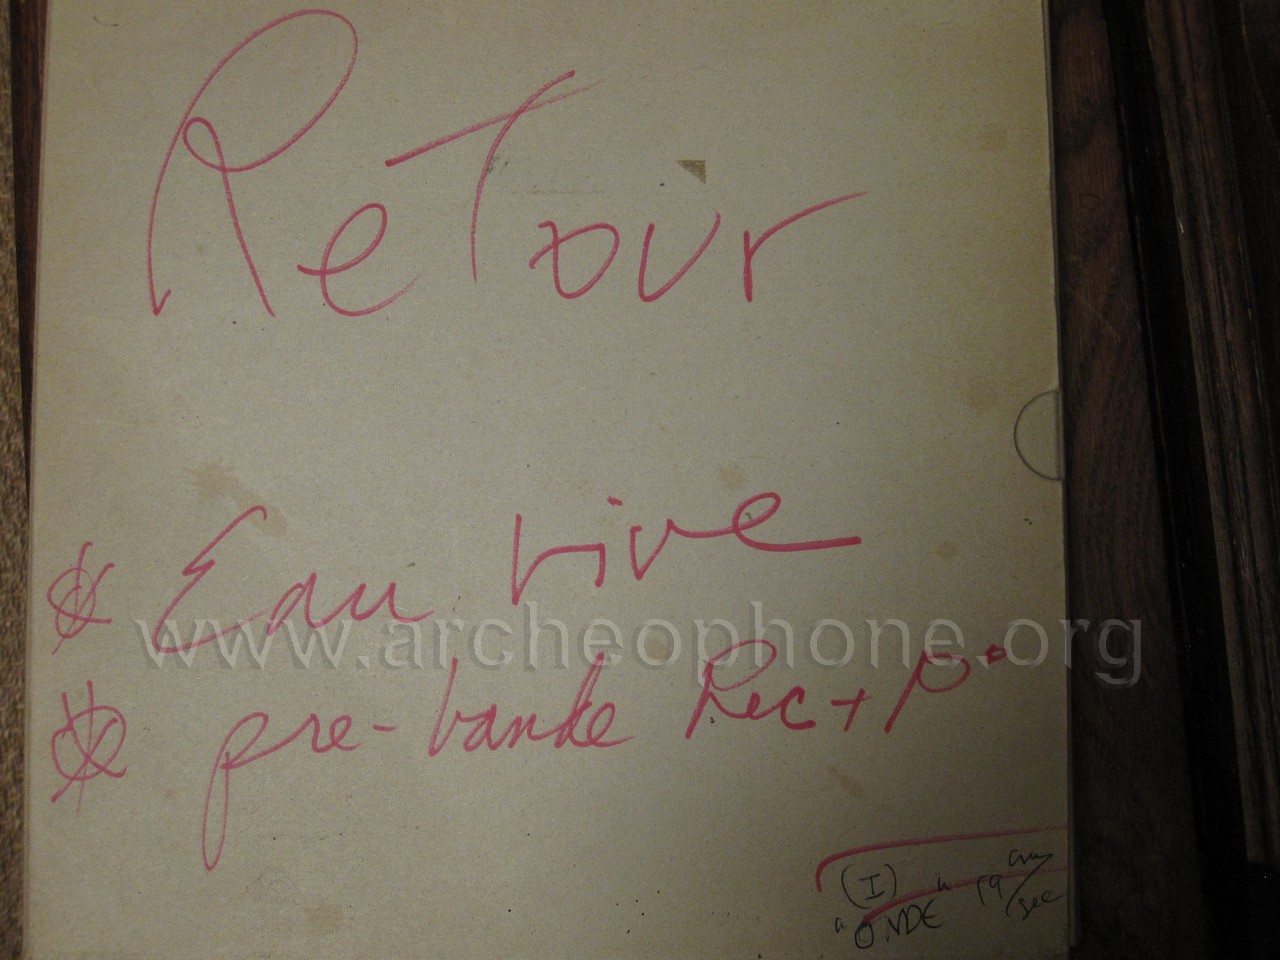 ReTour
Eau vive
www.archeophone.org
pre-bande Rec + p•
(I)
"ONDE" 19 cm/sec